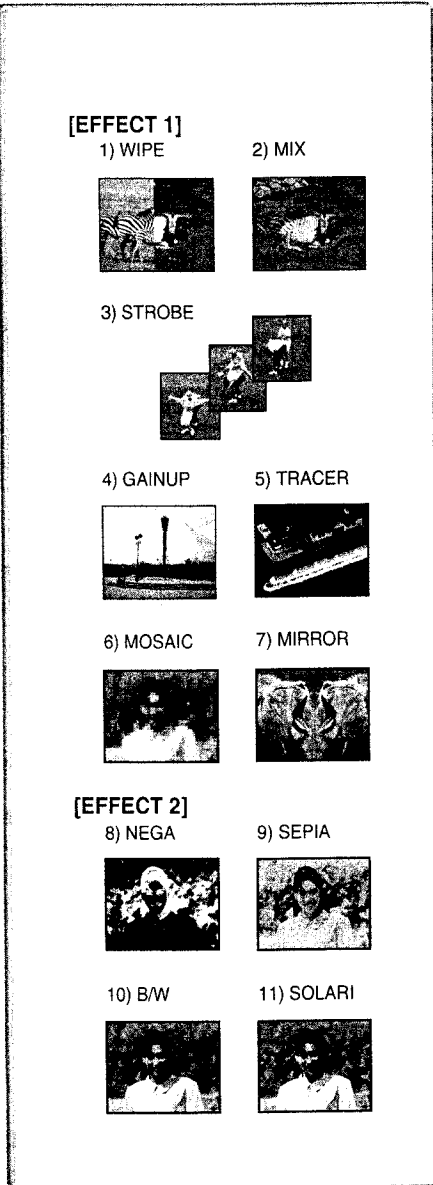 [EFFECT 1]
1) WIPE 2) MIX
3) STROBE
4) GAINUP 5) TRACER
6) MOSAIC 7) MIRROR
[EFFECT 2]
8) NEGA 9) SEPIA
10) B/W 11) SOLARI